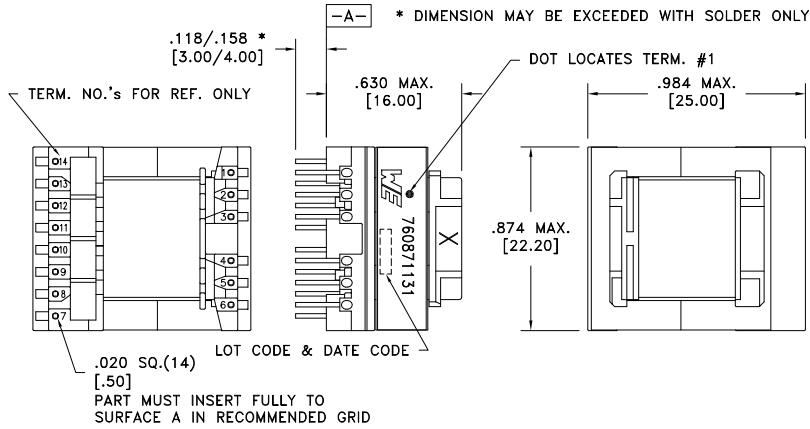 -A-
* DIMENSION MAY BE EXCEEDED WITH SOLDER ONLY
.118/.158 *
[3.00/4.00]
DOT LOCATES TERM. #1
.630 MAX.
[16.00]
.984 MAX.
[25.00]
TERM. NO.'s FOR REF. ONLY
14
13
12
11
10
9
8
7
1
2
3
4
5
6
WE
760871131
X
.874 MAX.
[22.20]
LOT CODE & DATE CODE
.020 SQ.(14)
[.50]
PART MUST INSERT FULLY TO
SURFACE A IN RECOMMENDED GRID